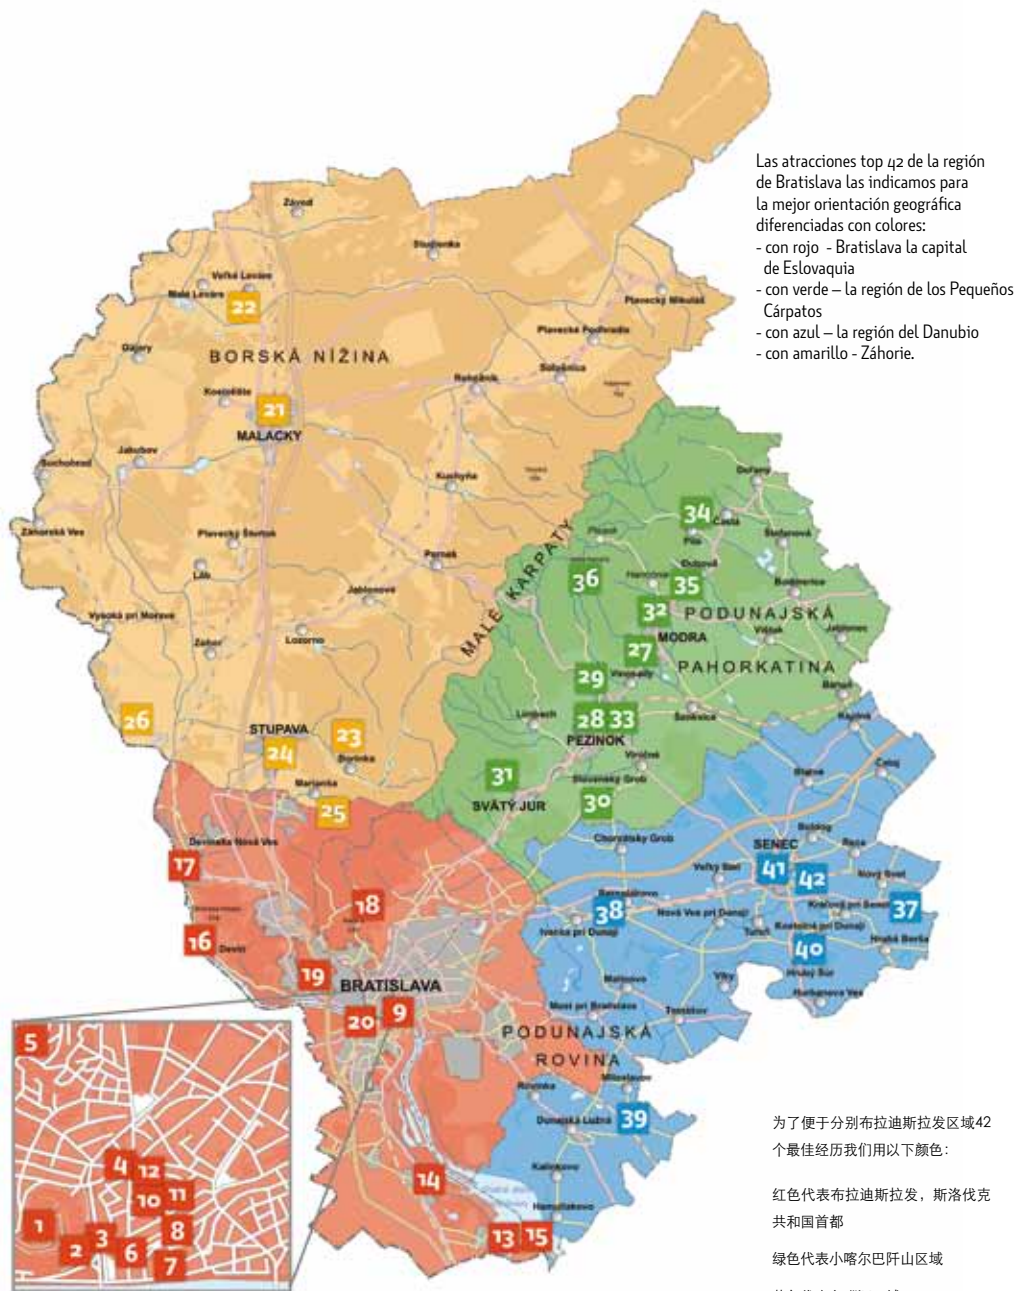 Las atracciones top 42 de la región
de Bratislava las indicamos para
la mejor orientación geográfica
diferenciadas con colores:
- con rojo - Bratislava la capital
de Eslovaquia
- con verde – la región de los Pequeños
Cárpatos
- con azul – la región del Danubio
- con amarillo - Záhorie.
Závod
Studienka
Veľké Leváre
Malé Leváre
22
Plavecký Mikuláš
Plavecké Podhradie
Gajary
BORSKÁ NÍŽINA
Sološnica
Rohožník
Kostolište
21
MALACKY
Jakubov
Suchohrad
Kuchyňa
Dubová
34
Častá
Píla
Záhorská Ves
Plavecký Štvrtok
Štefanová
Pernek
MALÉ KARPATY
36
35
Láb
Jablonové
Budmerice
32
PODUNAJSKÁ
Vysoká pri Morave
Lozorno
Zohor
MODRA
Vištuk
Jablonec
27
Vinosady
PAHORKATINA
29
Báhoň
26
STUPAVA
23
Limbach
28
33
Šenkvice
Kaplna
24
Borinka
PEZINOK
Viničné
31
Slovenský Grob
Blatné
Čataj
Marianka
25
SVÄTÝ JUR
30
Boldog
Devínska Nová Ves
Chorvátsky Grob
SENEC
Reca
17
41
42
Veľký Biel
Nový Svet
18
Bernolákovo
38
37
Nová Ves pri Dunaji
Kráľová pri Senci
Ivanka pri Dunaji
Tureň
Kostolná pri Dunaji
16
Devín
40
Hrubá Borša
19
Hrubý Šúr
Malinovo
Vlky
BRATISLAVA
Hurbanova Ves
20
9
Most pri Bratislave
Tomášov
5
PODUNAJSKÁ
ROVINA
Miloslavov
Rovinka
39
Dunajská Lužná
为了便于分别布拉迪斯拉发区域42
个最佳经历我们用以下颜色：
4
12
Kalinkovo
10
11
14
红色代表布拉迪斯拉发，斯洛伐克
共和国首都
1
8
Hamuliakovo
3
2
6
7
13
15
绿色代表小喀尔巴阡山区域